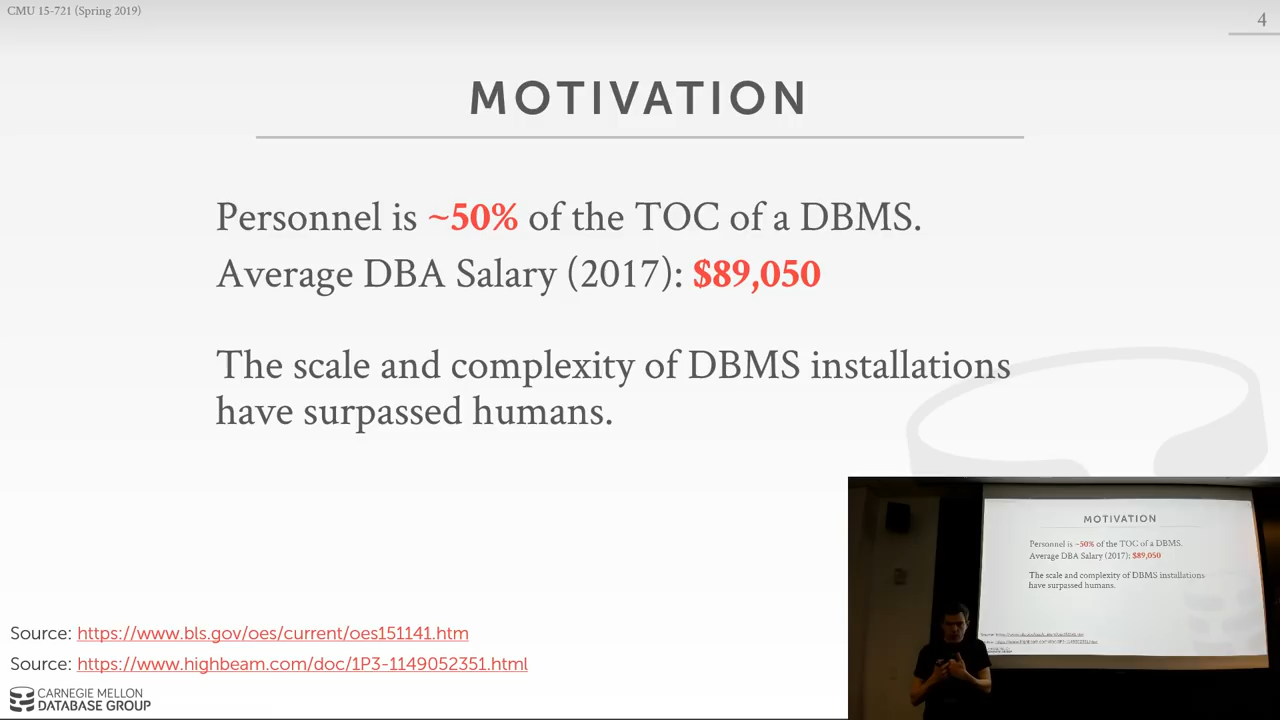 CMU 15-721 (Spring 2019)
4
MOTIVATION
Personnel is ~50% of the TOC of a DBMS.
Average DBA Salary (2017): $89,050
The scale and complexity of DBMS installations
have surpassed humans.
Source: https://www.bls.gov/oes/current/oes151141.htm
Source: https://www.highbeam.com/doc/1P3-1149052351.html
CARNEGIE MELLON
DATABASE GROUP
MOTIVATION
Personnel is ~50% of the TOC of a DBMS.
Average DBA Salary (2017): $89,050
The scale and complexity of DBMS installations
have surpassed humans.